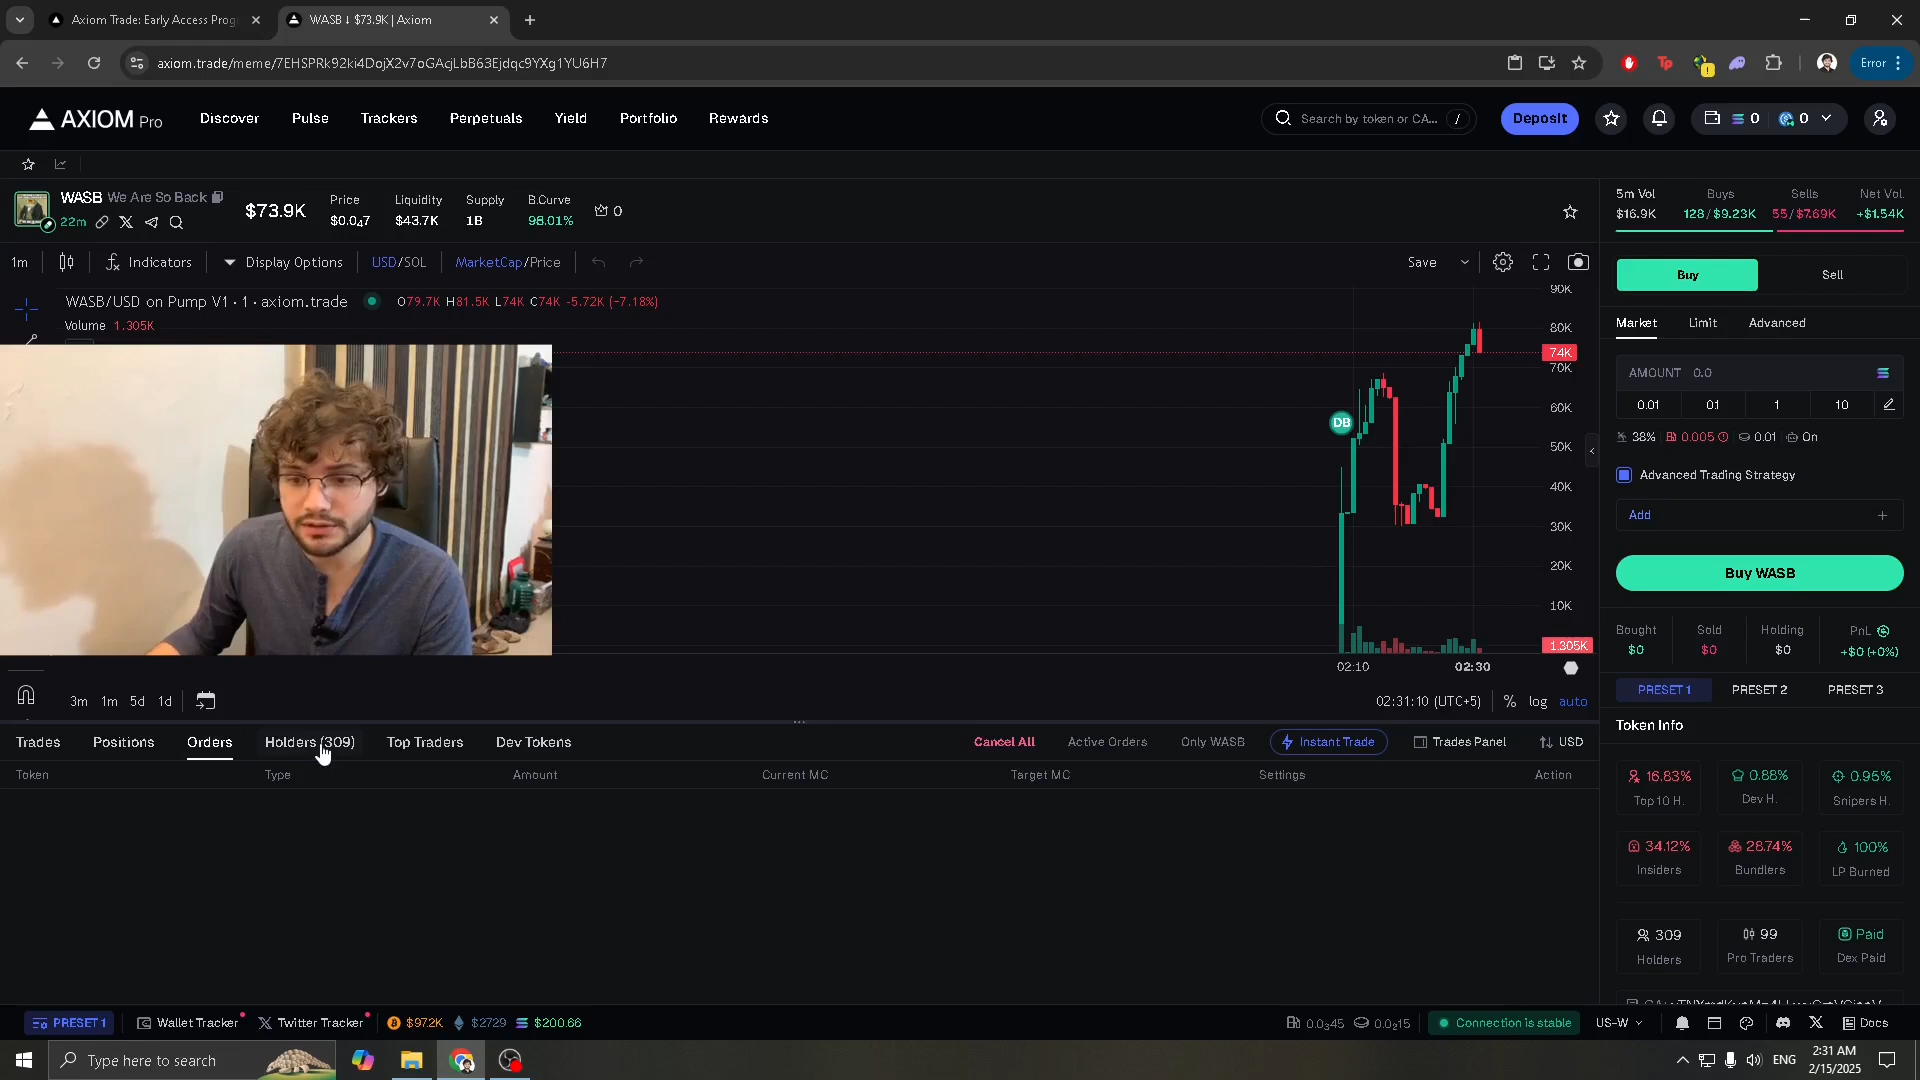 Axiom Trade: Early Access Prog
WASB ↓ $73.9K | Axiom
axiom.trade/meme/7EHSPRk92ki4DojX2v7oGAcjLbB63Ejdqc9YXg1YU6H7
Error
AXIOM Pro
Discover
Pulse
Trackers
Perpetuals
Yield
Portfolio
Rewards
Search by token or CA... /
Deposit
0
0
WASB We Are So Back
22m
$73.9K
Price
$0.0₄7
Liquidity
$43.7K
Supply
1B
B.Curve
98.01%
0
5m Vol
$16.9K
Buys
128 / $9.23K
Sells
55 / $7.69K
Net Vol.
+$1.54K
1m
Indicators
Display Options
USD/SOL
MarketCap/Price
Save
WASB/USD on Pump V1 · 1 · axiom.trade
O79.7K H81.5K L74K C74K -5.72K (-7.18%)
Volume 1.305K
90K
80K
74K
70K
60K
50K
40K
30K
20K
10K
1.305K
DB
02:10
02:30
3m 1m 5d 1d
02:31:10 (UTC+5)
% log auto
Buy
Sell
Market
Limit
Advanced
AMOUNT 0.0
0.01
0.1
1
10
38%
0.005
0.01
On
Advanced Trading Strategy
Add
Buy WASB
Bought
$0
Sold
$0
Holding
$0
PnL
+$0 (+0%)
PRESET 1
PRESET 2
PRESET 3
Token Info
16.83%
Top 10 H.
0.88%
Dev H.
0.95%
Snipers H.
34.12%
Insiders
28.74%
Bundlers
100%
LP Burned
309
Holders
99
Pro Traders
Paid
Dex Paid
Trades
Positions
Orders
Holders (309)
Top Traders
Dev Tokens
Cancel All
Active Orders
Only WASB
Instant Trade
Trades Panel
USD
Token
Type
Amount
Current MC
Target MC
Settings
Action
PRESET 1
Wallet Tracker
Twitter Tracker
$97.2K
$2729
$200.66
0.0₃45
0.0₂15
Connection is stable
US-W
Docs
Type here to search
ENG
2:31 AM
2/15/2025